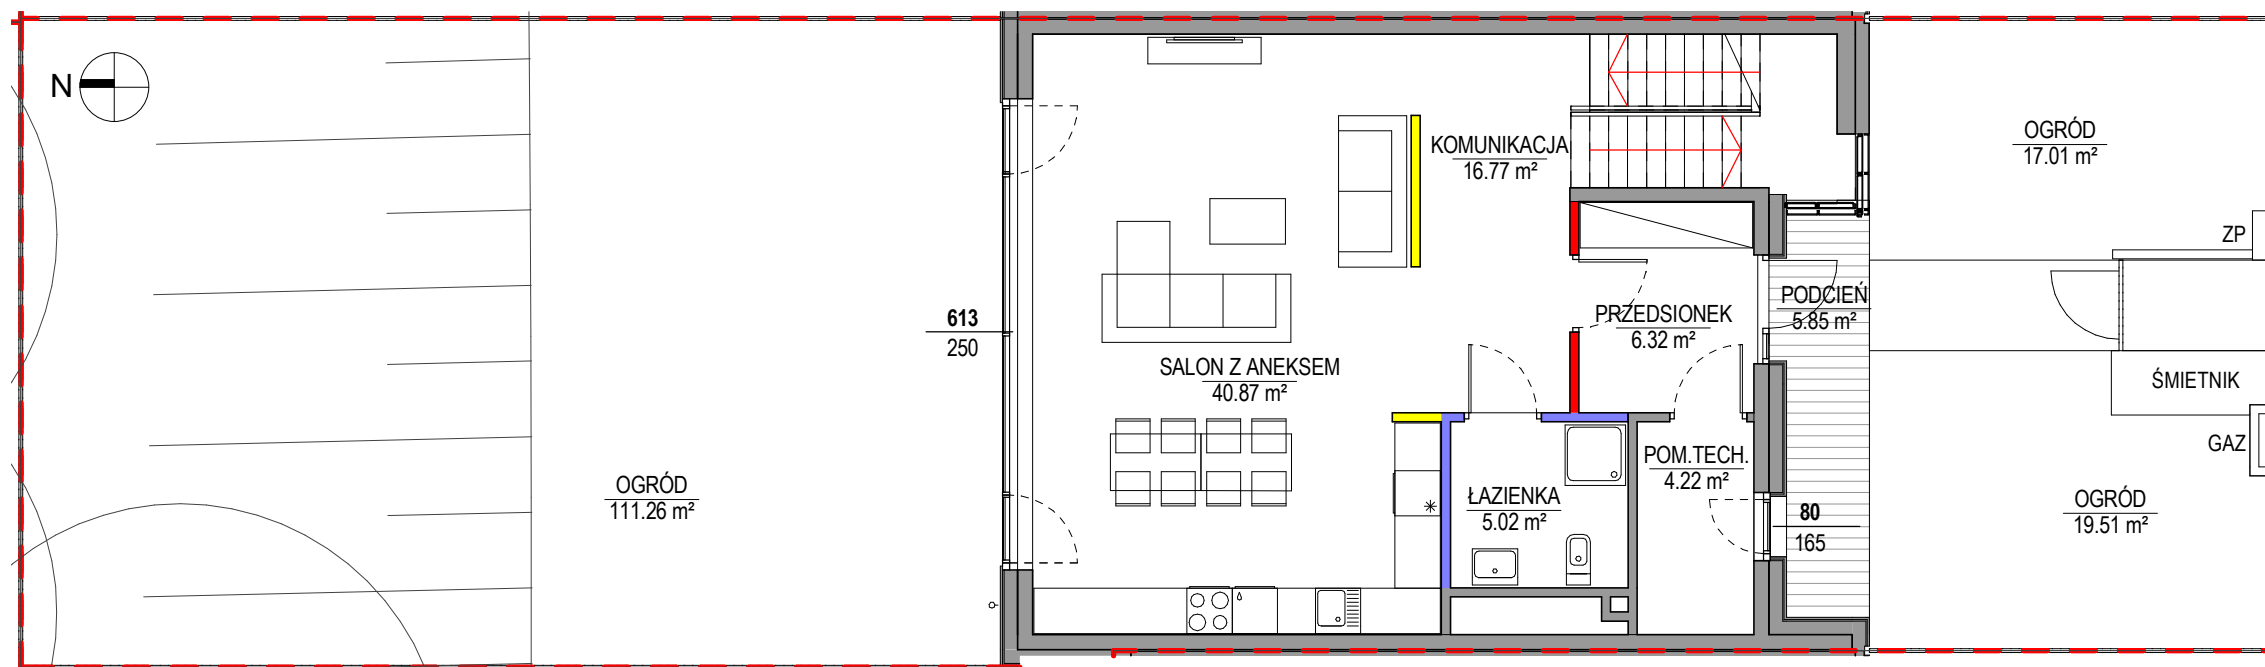 N
OGRÓD
111.26 m²
613
250
SALON Z ANEKSEM
40.87 m²
KOMUNIKACJA
16.77 m²
PRZEDSIONEK
6.32 m²
PODCIEŃ
5.85 m²
ŁAZIENKA
5.02 m²
POM.TECH.
4.22 m²
80
165
OGRÓD
17.01 m²
ZP
ŚMIETNIK
GAZ
OGRÓD
19.51 m²